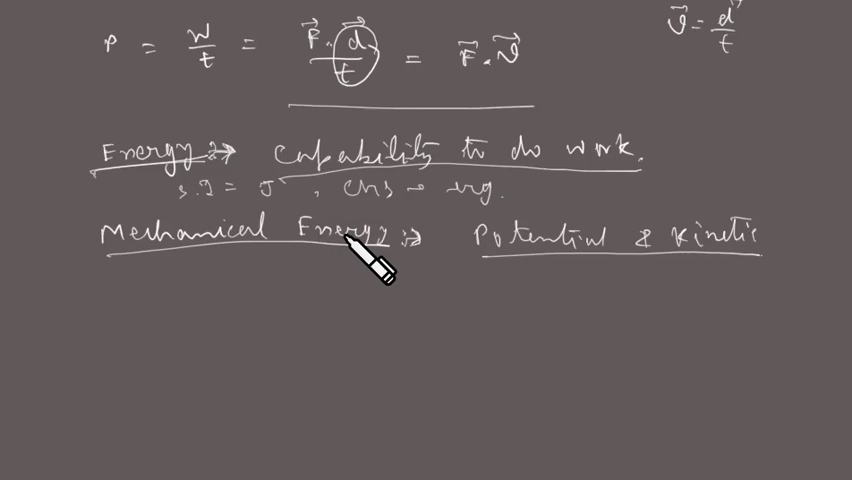 v⃗ = d⃗/t
P = W/t = F⃗ . d⃗/t = F⃗ . v⃗
Energy :→ Capability to do work.
S.I = J , CGS → erg.
Mechanical Energy :→ Potential & Kinetic